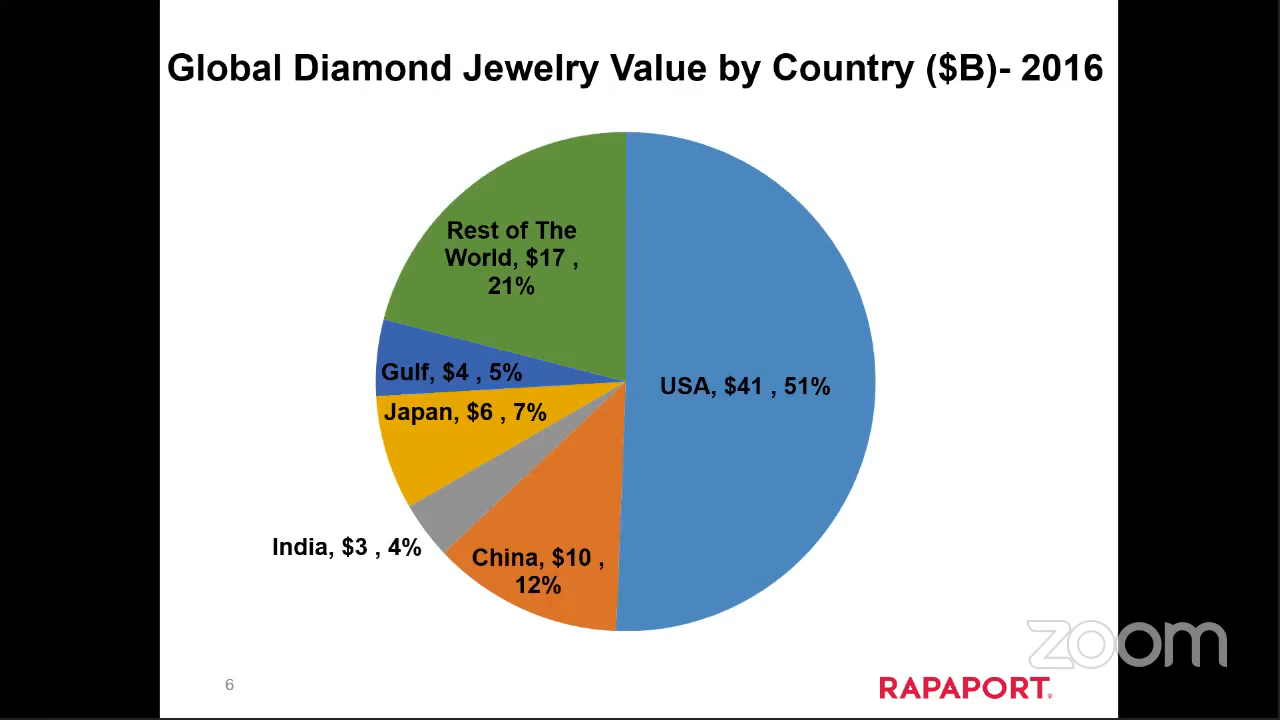 Global Diamond Jewelry Value by Country ($B)- 2016
Rest of The
World, $17 ,
21%
Gulf, $4 , 5%
USA, $41 , 51%
Japan, $6 , 7%
India, $3 , 4%
China, $10 ,
12%
zoom
6
RAPAPORT®